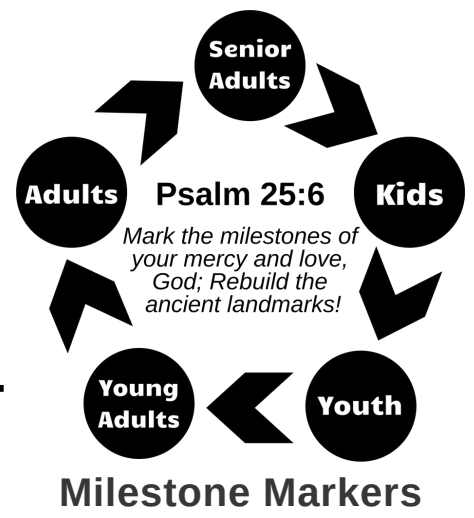 Senior
Adults
Adults
Psalm 25:6
Kids
Mark the milestones of
your mercy and love,
God; Rebuild the
ancient landmarks!
Young
Adults
Youth
Milestone Markers